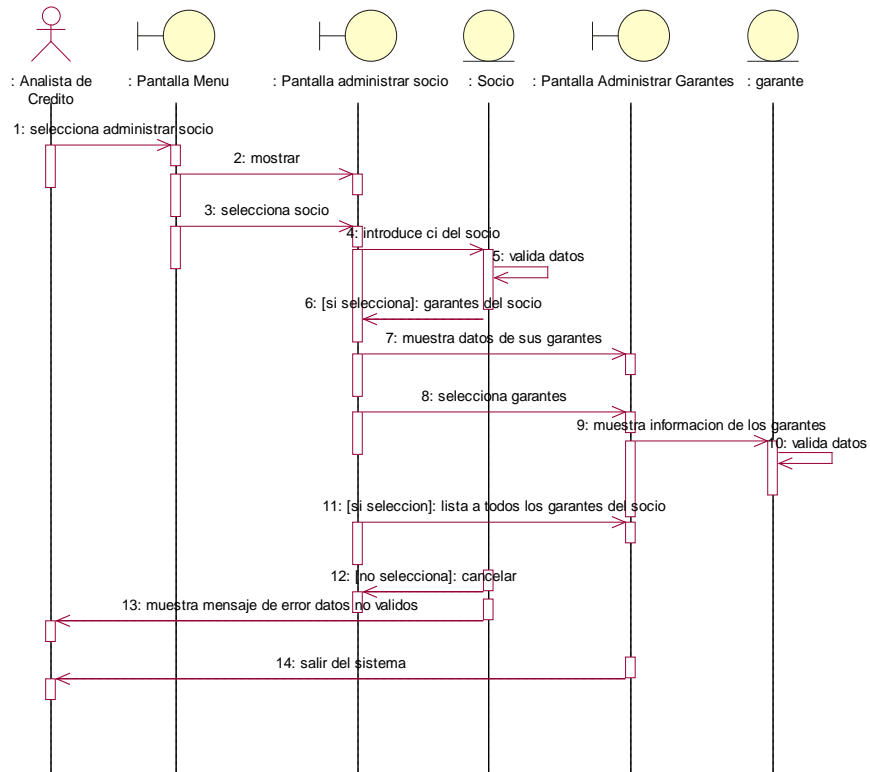 : Analista de
Credito
: Pantalla Menu
: Pantalla administrar socio
: Socio
: Pantalla Administrar Garantes
: garante
1: selecciona administrar socio
2: mostrar
3: selecciona socio
4: introduce ci del socio
5: valida datos
6: [si selecciona]: garantes del socio
7: muestra datos de sus garantes
8: selecciona garantes
9: muestra informacion de los garantes
10: valida datos
11: [si seleccion]: lista a todos los garantes del socio
12: [no selecciona]: cancelar
13: muestra mensaje de error datos no validos
14: salir del sistema